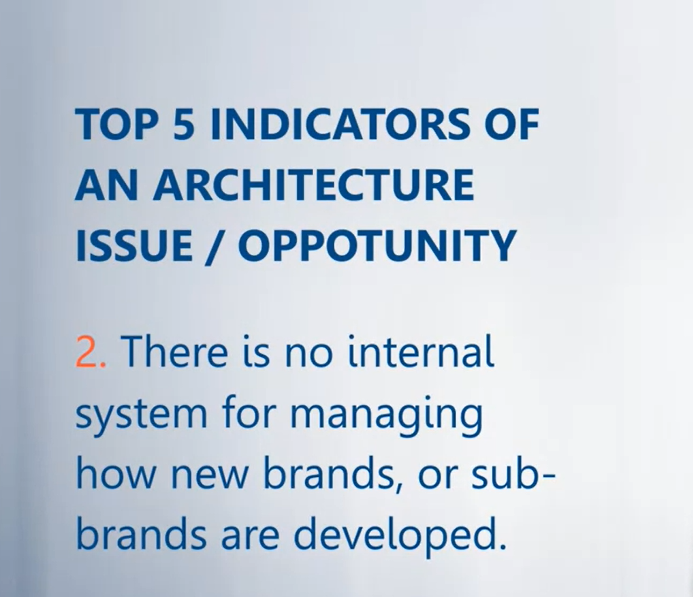 TOP 5 INDICATORS OF
AN ARCHITECTURE
ISSUE / OPPOTUNITY
2. There is no internal
system for managing
how new brands, or sub-
brands are developed.